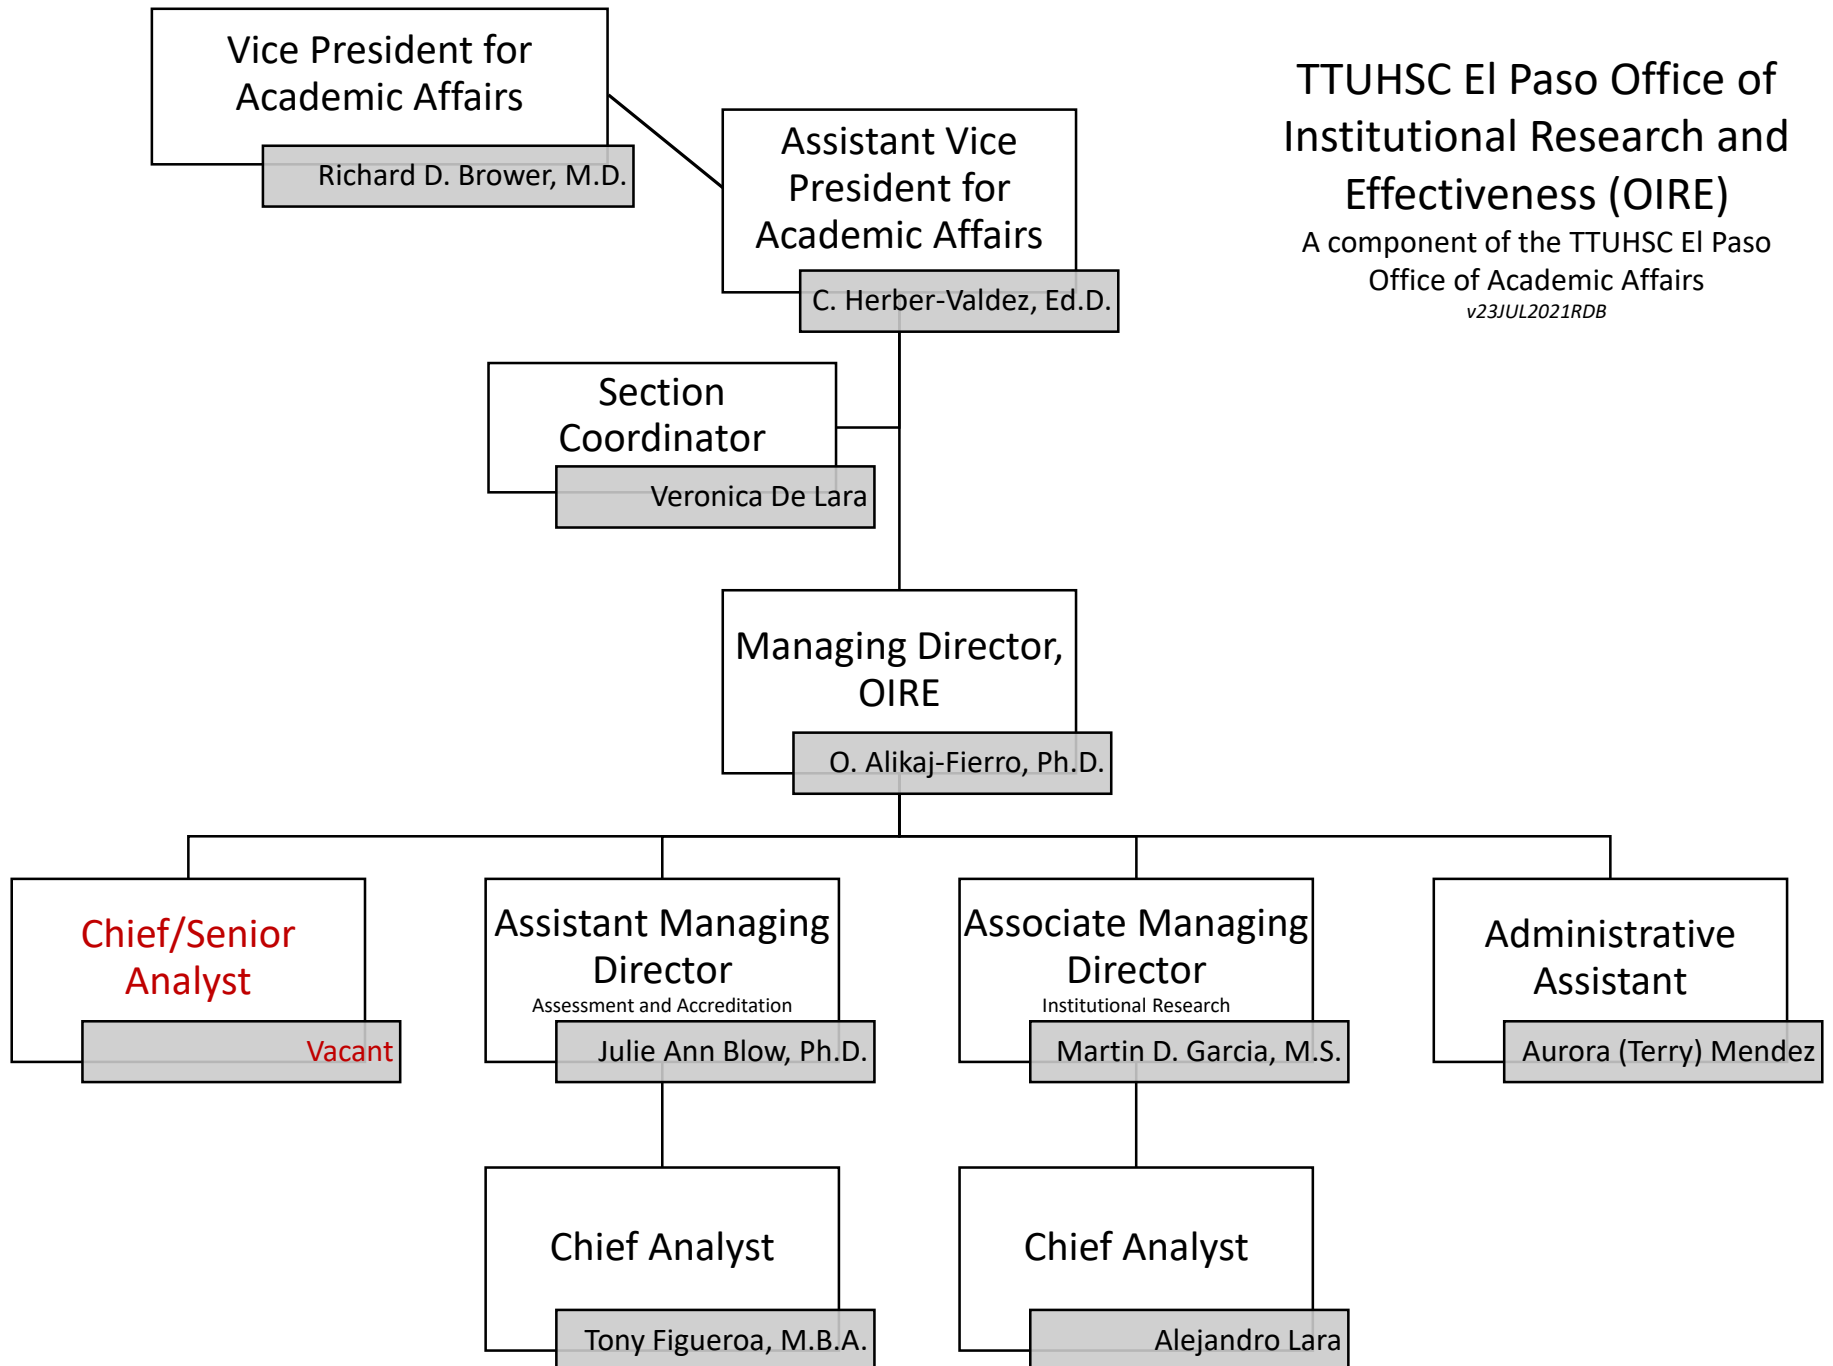 Vice President for
Academic Affairs
Richard D. Brower, M.D.
Assistant Vice
President for
Academic Affairs
C. Herber-Valdez, Ed.D.
TTUHSC El Paso Office of
Institutional Research and
Effectiveness (OIRE)
A component of the TTUHSC El Paso
Office of Academic Affairs
v23JUL2021RDB
Section
Coordinator
Veronica De Lara
Managing Director,
OIRE
O. Alikaj-Fierro, Ph.D.
Chief/Senior
Analyst
Vacant
Assistant Managing
Director
Assessment and Accreditation
Julie Ann Blow, Ph.D.
Associate Managing
Director
Institutional Research
Martin D. Garcia, M.S.
Administrative
Assistant
Aurora (Terry) Mendez
Chief Analyst
Tony Figueroa, M.B.A.
Chief Analyst
Alejandro Lara